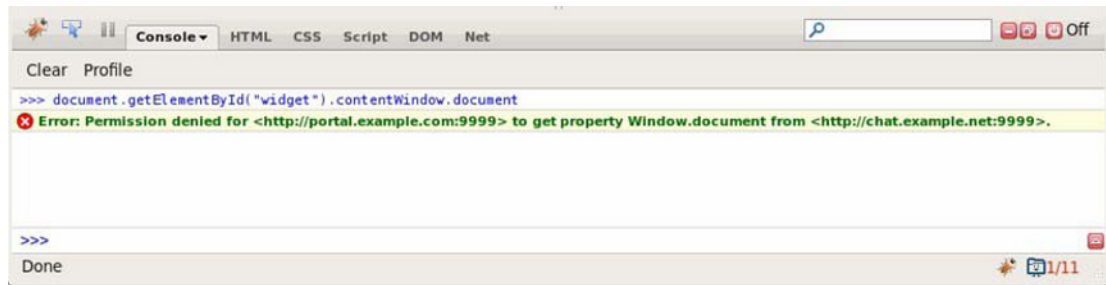 Console HTML CSS Script DOM Net Off
Clear Profile
>>> document.getElementById("widget").contentWindow.document
Error: Permission denied for <http://portal.example.com:9999> to get property Window.document from <http://chat.example.net:9999>.
>>>
Done 1/11